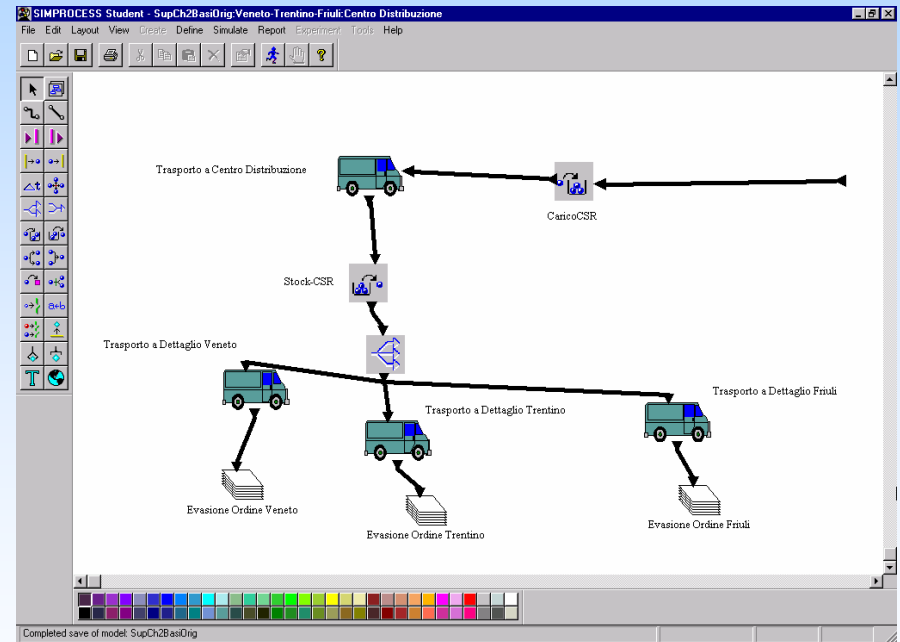 SIMPROCESS Student - SupCh2BasiOrig:Veneto-Trentino-Friuli:Centro Distribuzione
File Edit Layout View Create Define Simulate Report Experiment Tools Help
Trasporto a Centro Distribuzione
CaricoCSR
Stock-CSR
Trasporto a Dettaglio Veneto
Trasporto a Dettaglio Friuli
Trasporto a Dettaglio Trentino
Evasione Ordine Veneto
Evasione Ordine Friuli
Evasione Ordine Trentino
Δt
a+b
T
Completed save of model: SupCh2BasiOrig